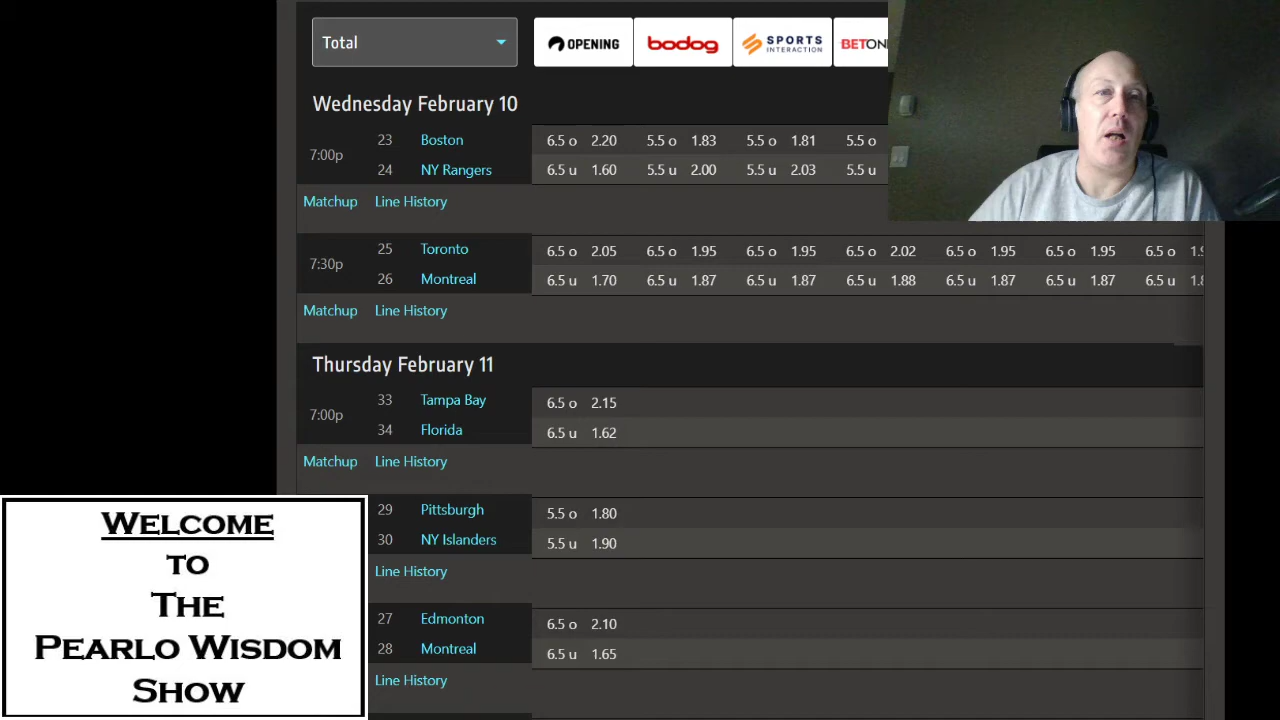 Total OPENING bodog SPORTS INTERACTION BETON
Wednesday February 10
23 Boston 6.5 o 2.20 5.5 o 1.83 5.5 o 1.81 5.5 o
7:00p
24 NY Rangers 6.5 u 1.60 5.5 u 2.00 5.5 u 2.03 5.5 u
Matchup Line History
25 Toronto 6.5 o 2.05 6.5 o 1.95 6.5 o 1.95 6.5 o 2.02 6.5 o 1.95 6.5 o 1.95 6.5 o
7:30p
26 Montreal 6.5 u 1.70 6.5 u 1.87 6.5 u 1.87 6.5 u 1.88 6.5 u 1.87 6.5 u 1.87 6.5 u
Matchup Line History
Thursday February 11
33 Tampa Bay 6.5 o 2.15
7:00p
34 Florida 6.5 u 1.62
Matchup Line History
29 Pittsburgh 5.5 o 1.80
30 NY Islanders 5.5 u 1.90
Line History
27 Edmonton 6.5 o 2.10
28 Montreal 6.5 u 1.65
Line History
Welcome
to
The
Pearlo Wisdom
Show